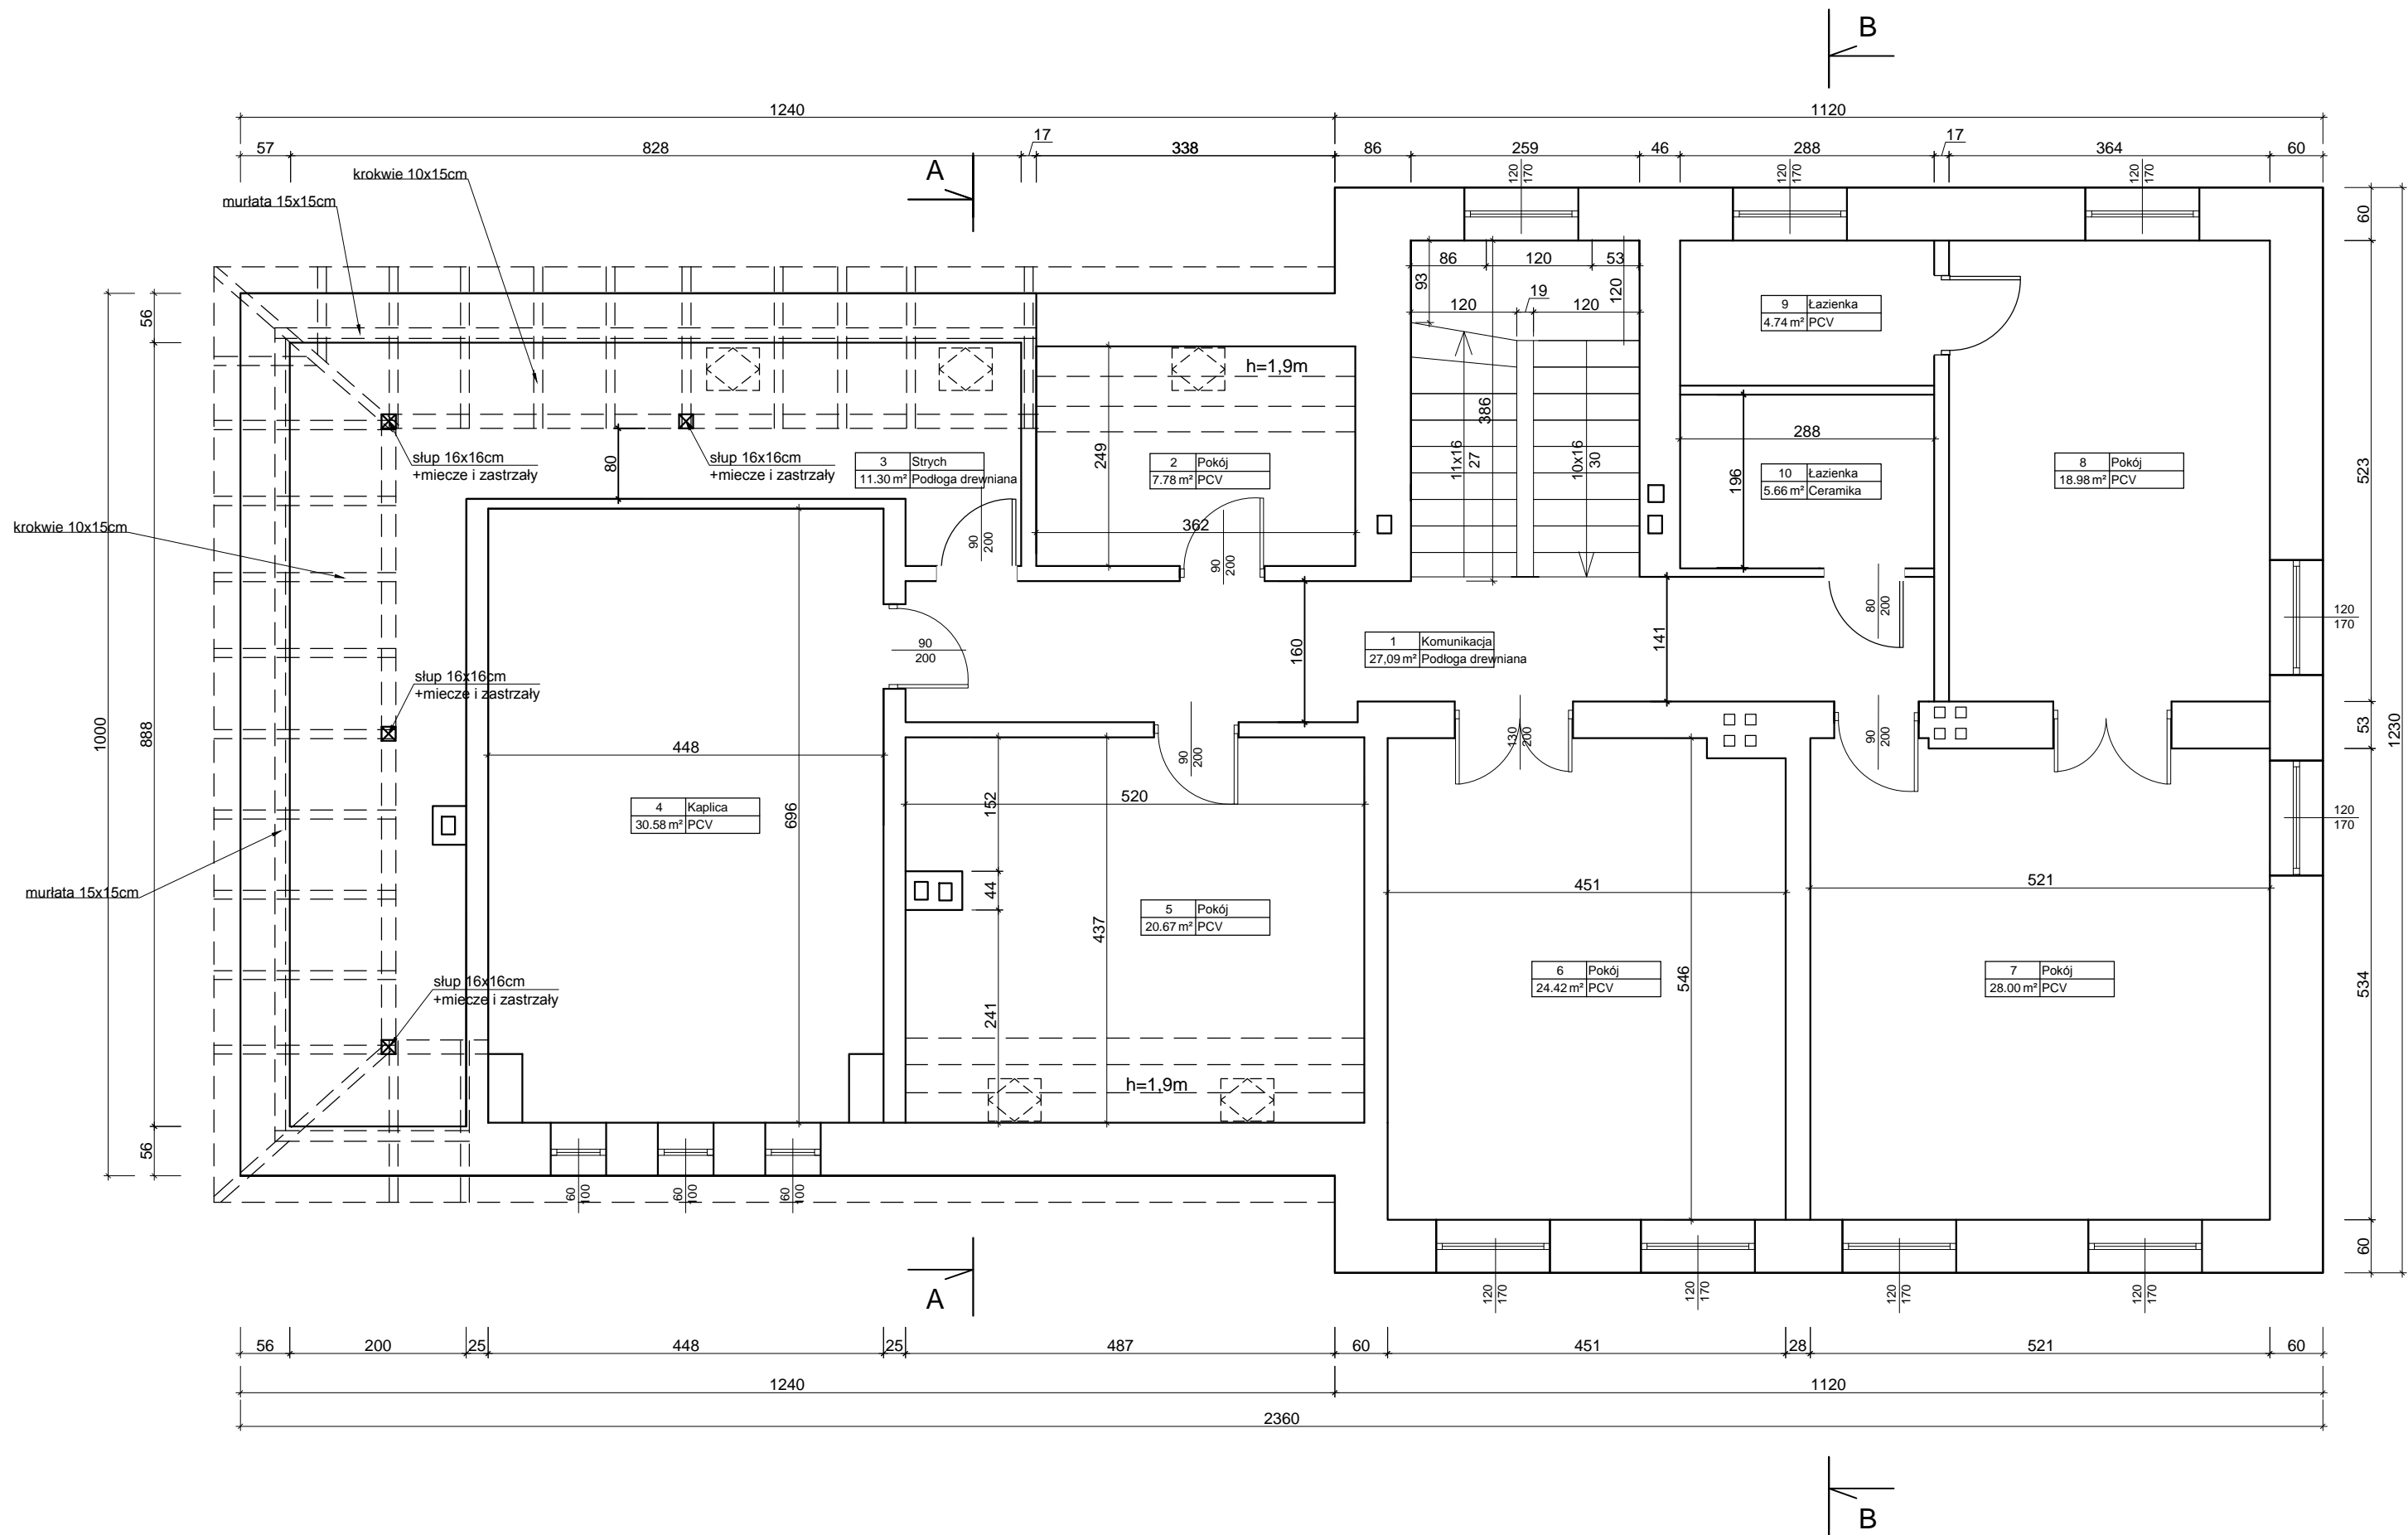 B
1240
1120
57
828
17
338
86
259
46
288
17
364
60
120
170
120
170
120
170
A
krokwie 10x15cm
murłata 15x15cm
60
523
53
534
60
1230
1000
56
888
56
86
120
53
93
19
120
120
120
386
11x16
27
10x16
30
9 Łazienka
4.74 m² PCV
h=1,9m
249
362
2 Pokój
7.78 m² PCV
3 Strych
11.30 m² Podłoga drewniana
słup 16x16cm
+miecze i zastrzały
80
słup 16x16cm
+miecze i zastrzały
288
196
10 Łazienka
5.66 m² Ceramika
8 Pokój
18.98 m² PCV
krokwie 10x15cm
90
200
90
200
80
200
120
170
90
200
160
1 Komunikacja
27,09 m² Podłoga drewniana
141
słup 16x16cm
+miecze i zastrzały
90
200
130
200
90
200
448
696
4 Kaplica
30.58 m² PCV
152
520
44
437
241
5 Pokój
20.67 m² PCV
451
546
6 Pokój
24.42 m² PCV
521
7 Pokój
28.00 m² PCV
120
170
murłata 15x15cm
słup 16x16cm
+miecze i zastrzały
h=1,9m
60
100
60
100
60
100
120
170
120
170
120
170
120
170
A
56
200
25
448
25
487
60
451
28
521
60
1240
1120
2360
B